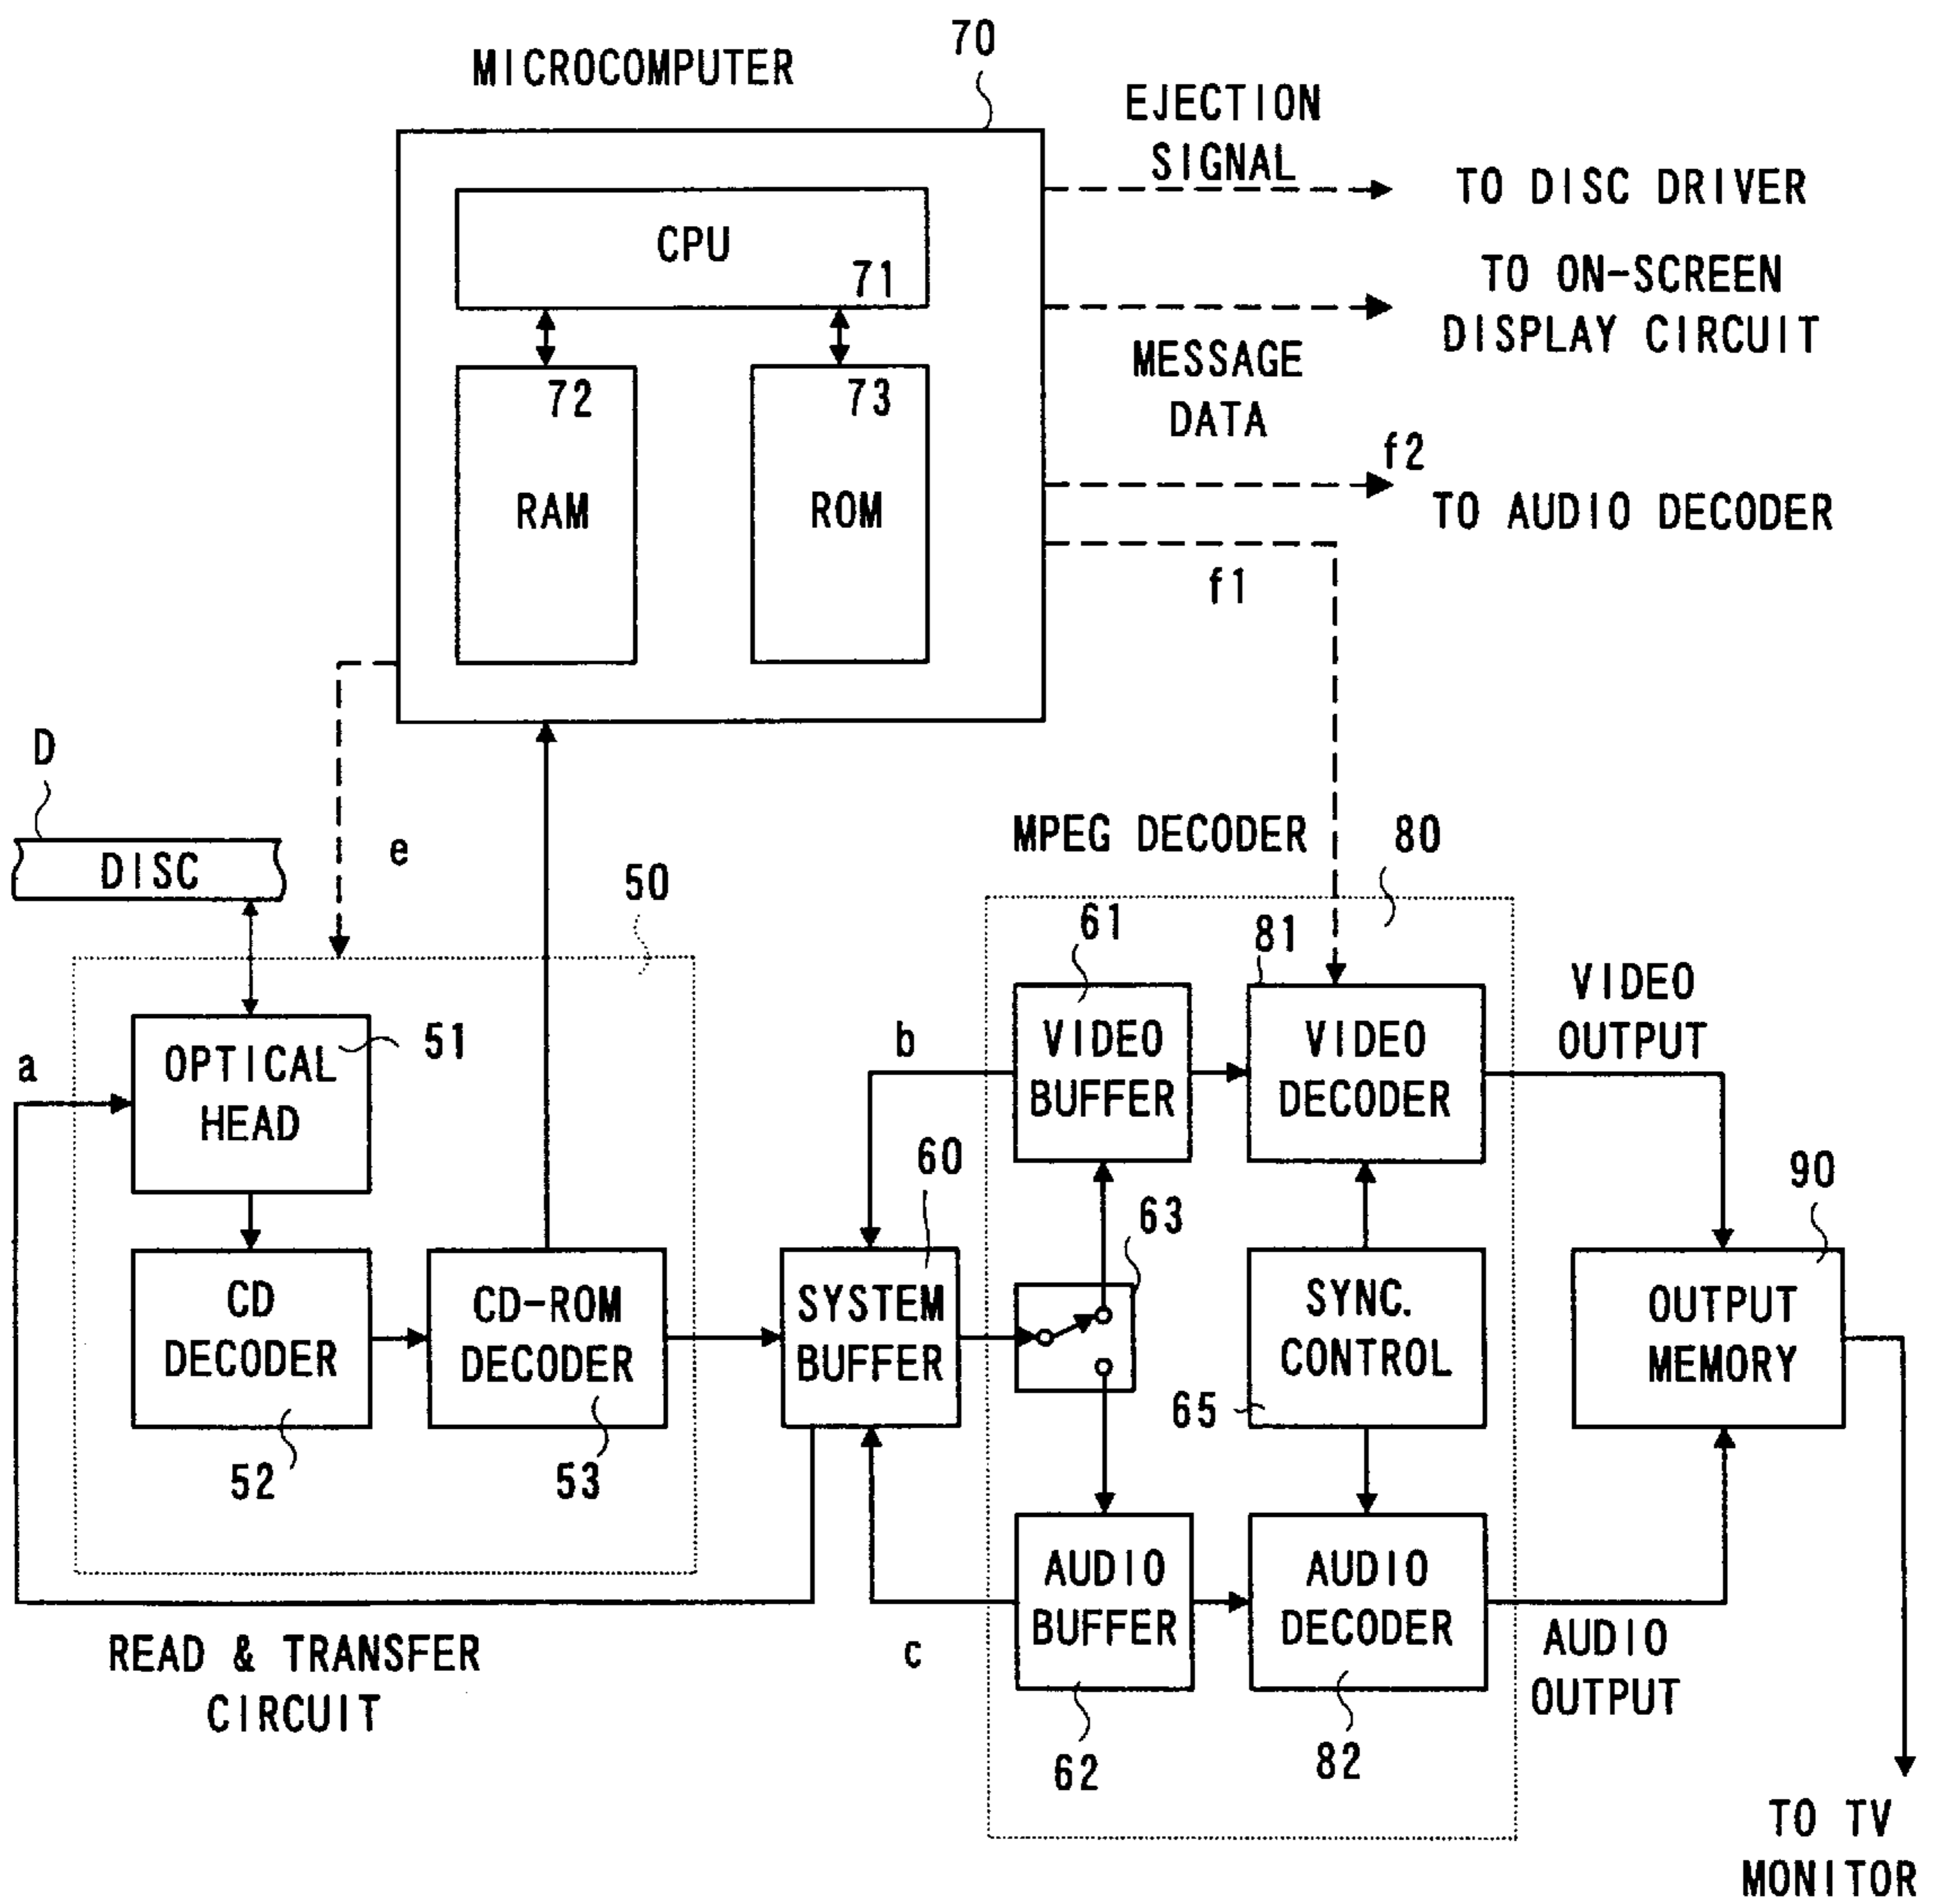 70
MICROCOMPUTER
EJECTION
SIGNAL
TO DISC DRIVER
CPU
71
TO ON-SCREEN
DISPLAY CIRCUIT
MESSAGE
DATA
72
73
RAM
ROM
f2
TO AUDIO DECODER
f1
D
DISC
e
50
MPEG DECODER
80
61
81
VIDEO
OUTPUT
a
OPTICAL
HEAD
51
b
VIDEO
BUFFER
VIDEO
DECODER
60
63
90
CD
DECODER
CD-ROM
DECODER
SYSTEM
BUFFER
SYNC.
CONTROL
OUTPUT
MEMORY
65
52
53
AUDIO
BUFFER
AUDIO
DECODER
c
AUDIO
OUTPUT
READ & TRANSFER
CIRCUIT
62
82
TO TV
MONITOR